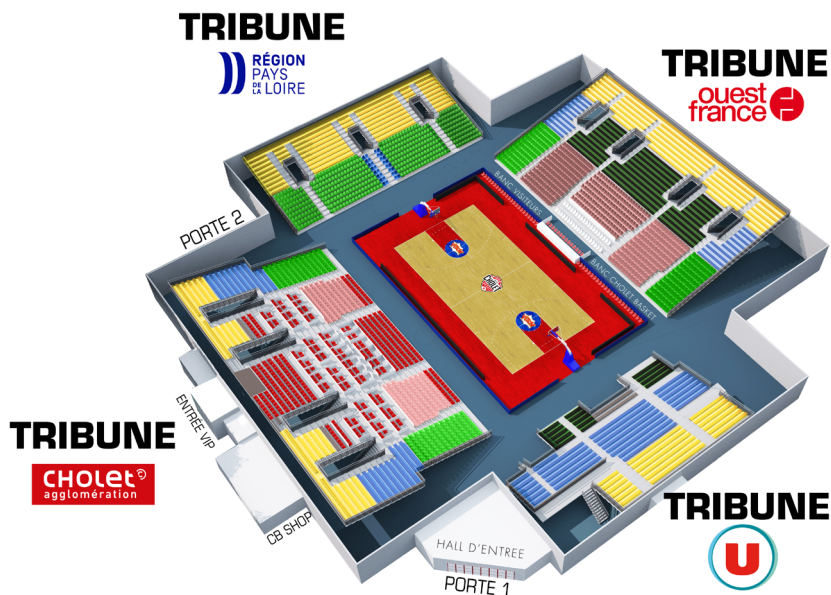 TRIBUNE
RÉGION
PAYS
DE LA LOIRE
TRIBUNE
ouest
france
BANC VISITEURS
BANC CHOLET BASKET
CHOLET
PORTE 2
ENTRÉE VIP
TRIBUNE
CHOLET
agglomération
CB SHOP
HALL D'ENTREE
PORTE 1
TRIBUNE
U